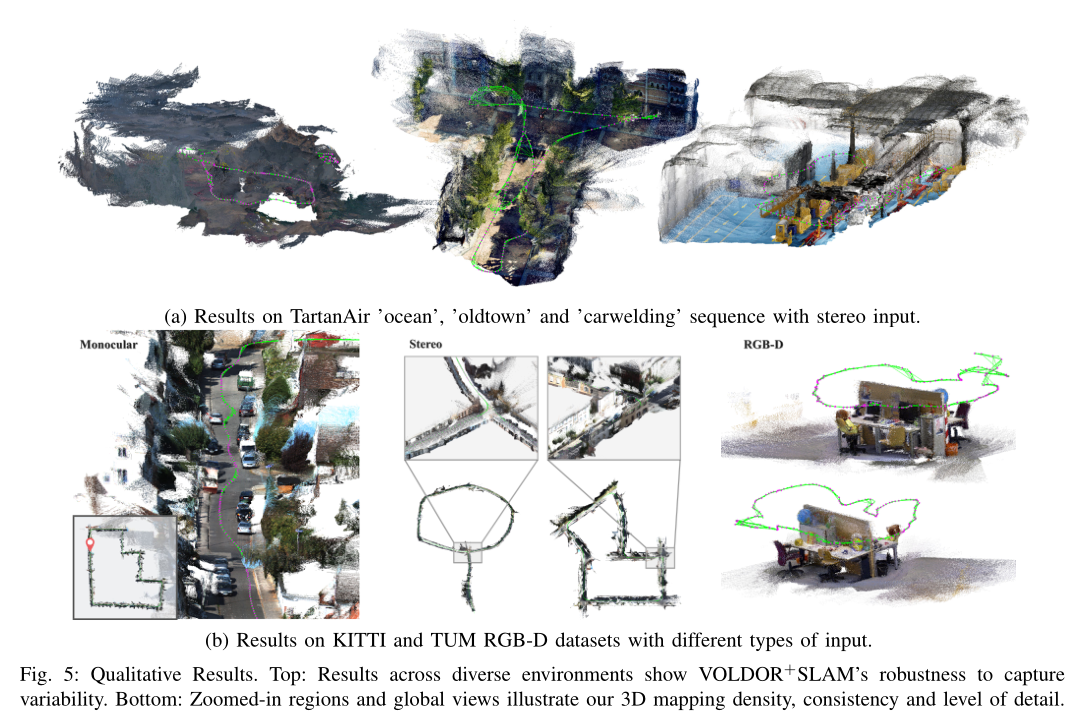 (a) Results on TartanAir 'ocean', 'oldtown' and 'carwelding' sequence with stereo input.
Monocular
Stereo
RGB-D
(b) Results on KITTI and TUM RGB-D datasets with different types of input.
Fig. 5: Qualitative Results. Top: Results across diverse environments show VOLDOR⁺SLAM's robustness to capture
variability. Bottom: Zoomed-in regions and global views illustrate our 3D mapping density, consistency and level of detail.